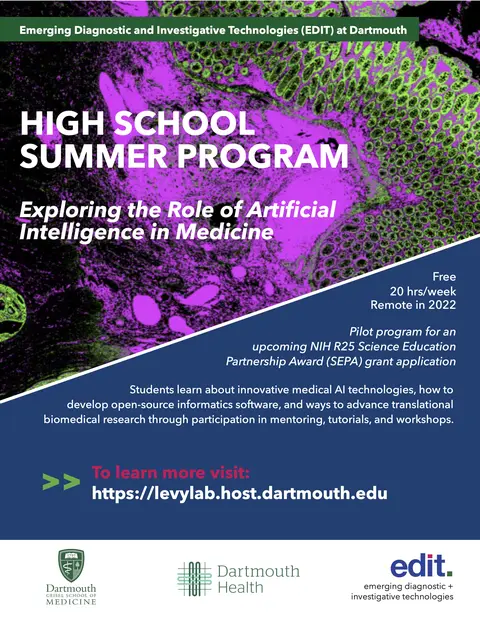 Emerging Diagnostic and Investigative Technologies (EDIT) at Dartmouth
HIGH SCHOOL
SUMMER PROGRAM
Exploring the Role of Artificial
Intelligence in Medicine
Free
20 hrs/week
Remote in 2022
Pilot program for an
upcoming NIH R25 Science Education
Partnership Award (SEPA) grant application
Students learn about innovative medical AI technologies, how to
develop open-source informatics software, and ways to advance translational
biomedical research through participation in mentoring, tutorials, and workshops.
>> To learn more visit:
https://levylab.host.dartmouth.edu
Dartmouth
GEISEL SCHOOL OF
MEDICINE
Dartmouth
Health
edit.
emerging diagnostic +
investigative technologies